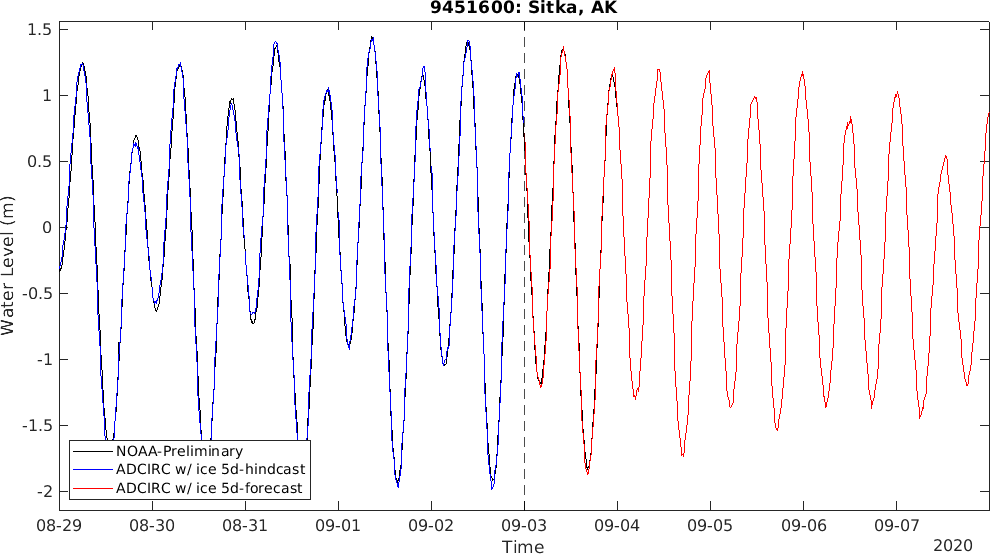 9451600: Sitka, AK
1.5
1
0.5
0
-0.5
-1
-1.5
-2
Water Level (m)
NOAA-Preliminary
ADCIRC w/ ice 5d-hindcast
ADCIRC w/ ice 5d-forecast
08-29 08-30 08-31 09-01 09-02 09-03 09-04 09-05 09-06 09-07
Time
2020